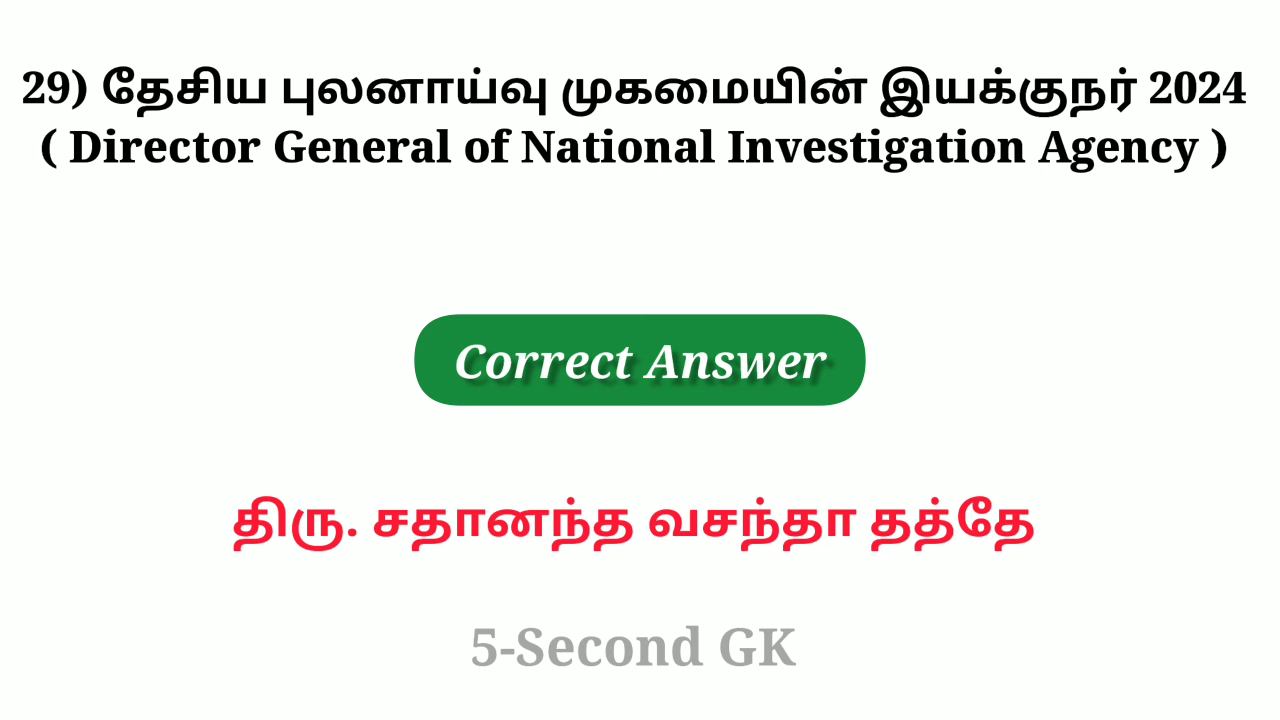 29) தேசிய புலனாய்வு முகமையின் இயக்குநர் 2024
( Director General of National Investigation Agency )
Correct Answer
திரு. சதானந்த வசந்தா தத்தே
5-Second GK